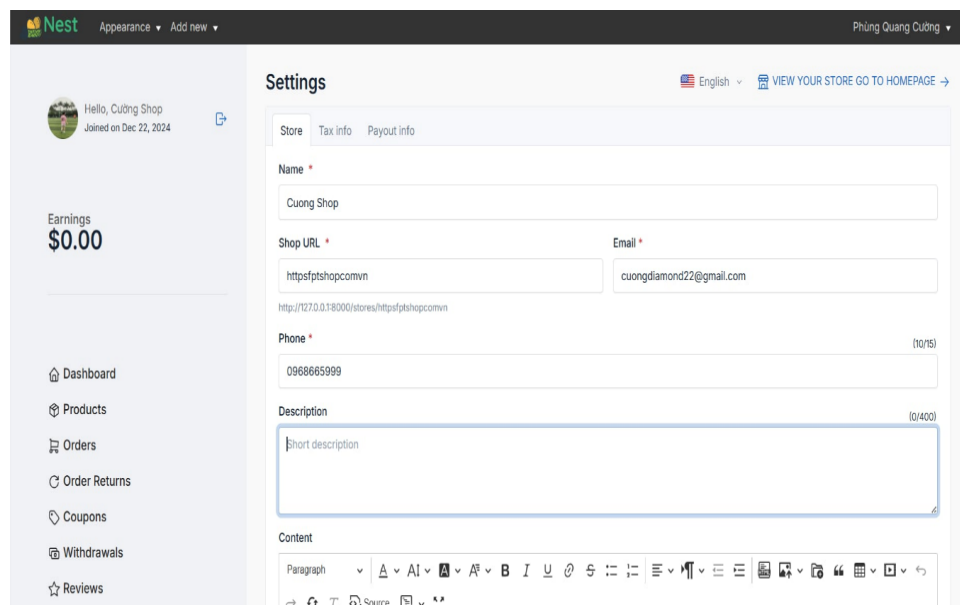 Nest Appearance Add new Phùng Quang Cường
Hello, Cường Shop
Joined on Dec 22, 2024
Earnings
$0.00
Dashboard
Products
Orders
Order Returns
Coupons
Withdrawals
Reviews
Settings English VIEW YOUR STORE GO TO HOMEPAGE →
Store Tax info Payout info
Name *
Cuong Shop
Shop URL * Email *
httpsfptshopcomvn cuongdiamond22@gmail.com
http://127.0.0.1:8000/stores/httpsfptshopcomvn
Phone * (10/15)
0968665999
Description (0/400)
Short description
Content
Paragraph
Source